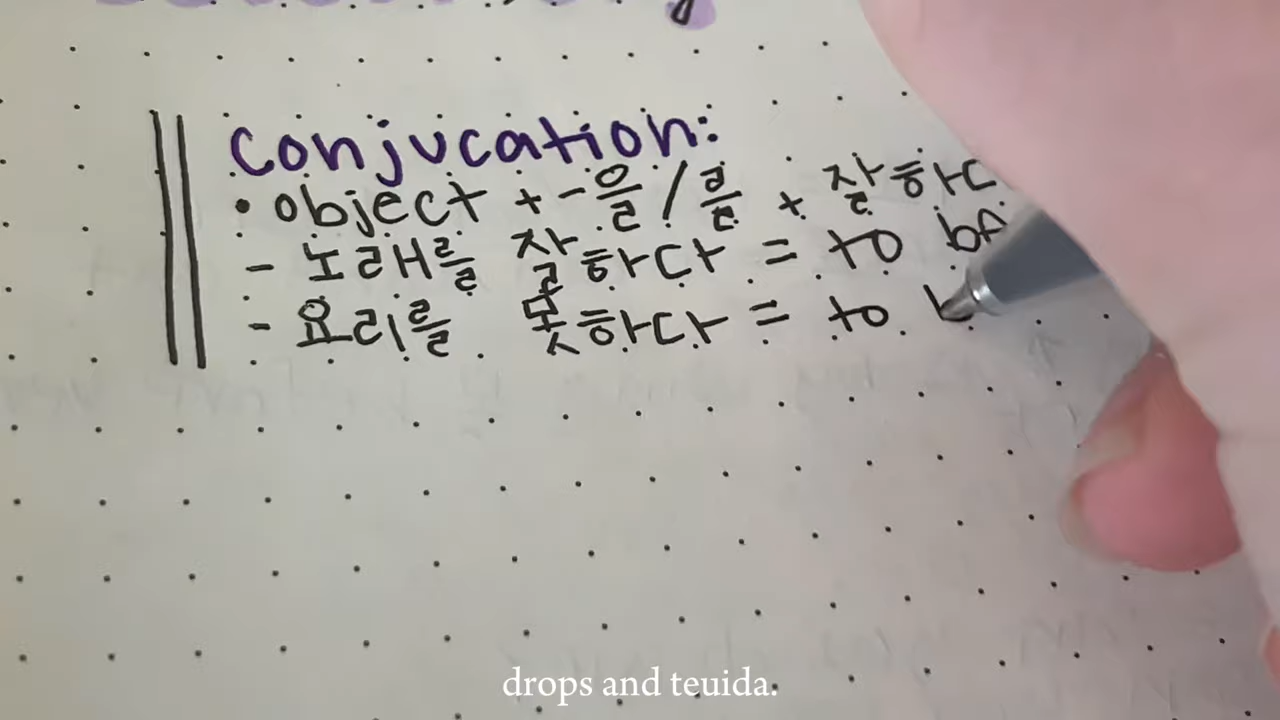 conjucation:
• object + -을/를 + 잘하다
- 노래를 잘하다 = to be
- 요리를 못하다 = to b
drops and teuida.